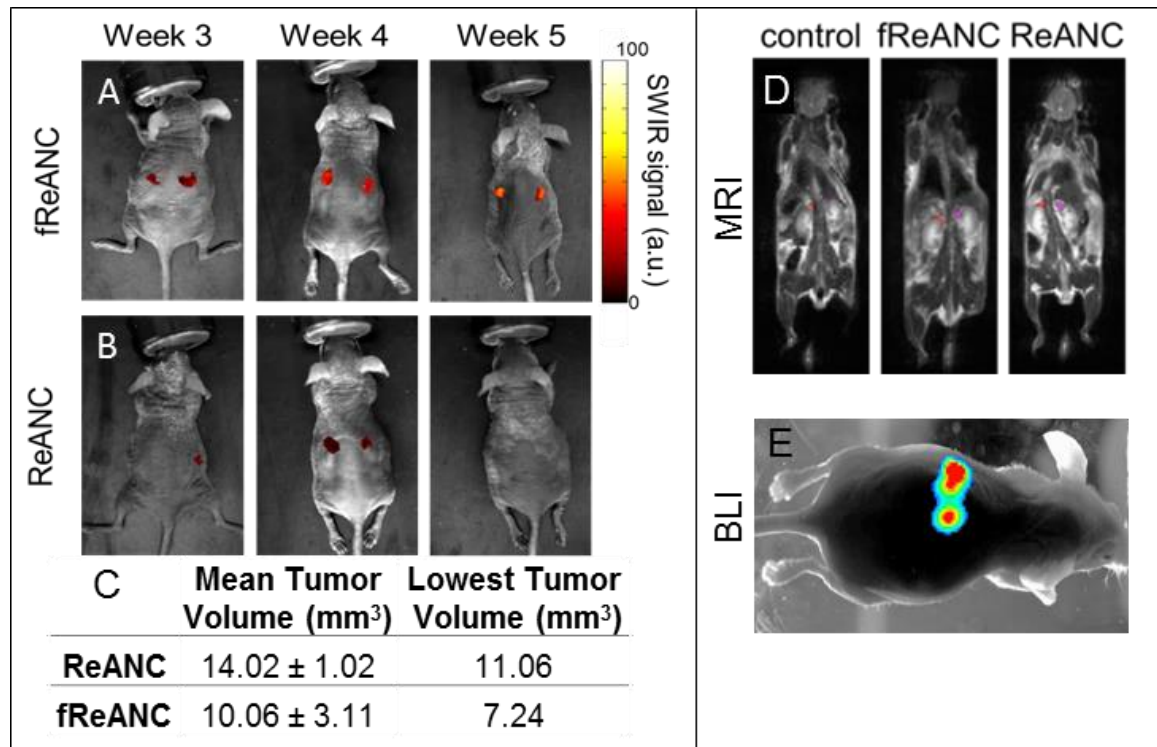 Week 3 Week 4 Week 5
A
fReANC
100
SWIR signal (a.u.)
0
B
ReANC
C Mean Tumor Volume (mm³) Lowest Tumor Volume (mm³)
ReANC 14.02 ± 1.02 11.06
fReANC 10.06 ± 3.11 7.24
control fReANC ReANC
D
MRI
E
BLI